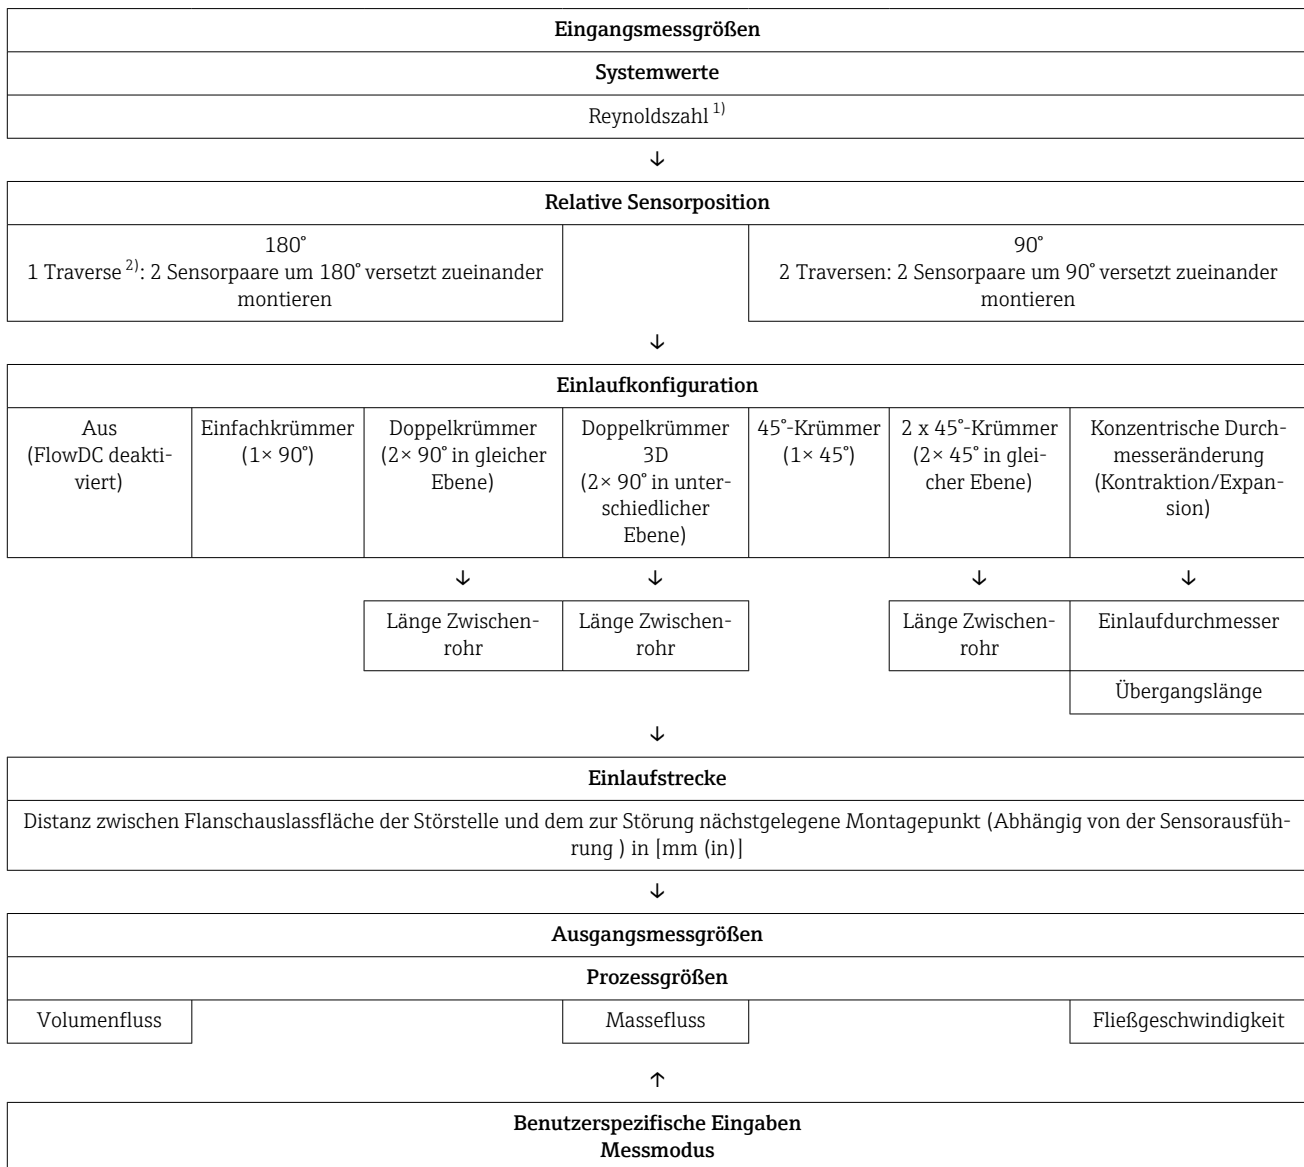 Eingangsmessgrößen
Systemwerte
Reynoldszahl 1)
↓
Relative Sensorposition
180°
1 Traverse 2): 2 Sensorpaare um 180° versetzt zueinander
montieren
90°
2 Traversen: 2 Sensorpaare um 90° versetzt zueinander
montieren
↓
Einlaufkonfiguration
Aus
(FlowDC deakti-
viert)
Einfachkrümmer
(1× 90°)
Doppelkrümmer
(2× 90° in gleicher
Ebene)
Doppelkrümmer
3D
(2× 90° in unter-
schiedlicher
Ebene)
45°-Krümmer
(1× 45°)
2 x 45°-Krümmer
(2× 45° in glei-
cher Ebene)
Konzentrische Durch-
messeränderung
(Kontraktion/Expan-
sion)
↓ ↓ ↓ ↓
Länge Zwischen-
rohr
Länge Zwischen-
rohr
Länge Zwischen-
rohr
Einlaufdurchmesser
Übergangslänge
↓
Einlaufstrecke
Distanz zwischen Flanschauslassfläche der Störstelle und dem zur Störung nächstgelegene Montagepunkt (Abhängig von der Sensorausfüh-
rung ) in [mm (in)]
↓
Ausgangsmessgrößen
Prozessgrößen
Volumenfluss
Massefluss
Fließgeschwindigkeit
↑
Benutzerspezifische Eingaben
Messmodus